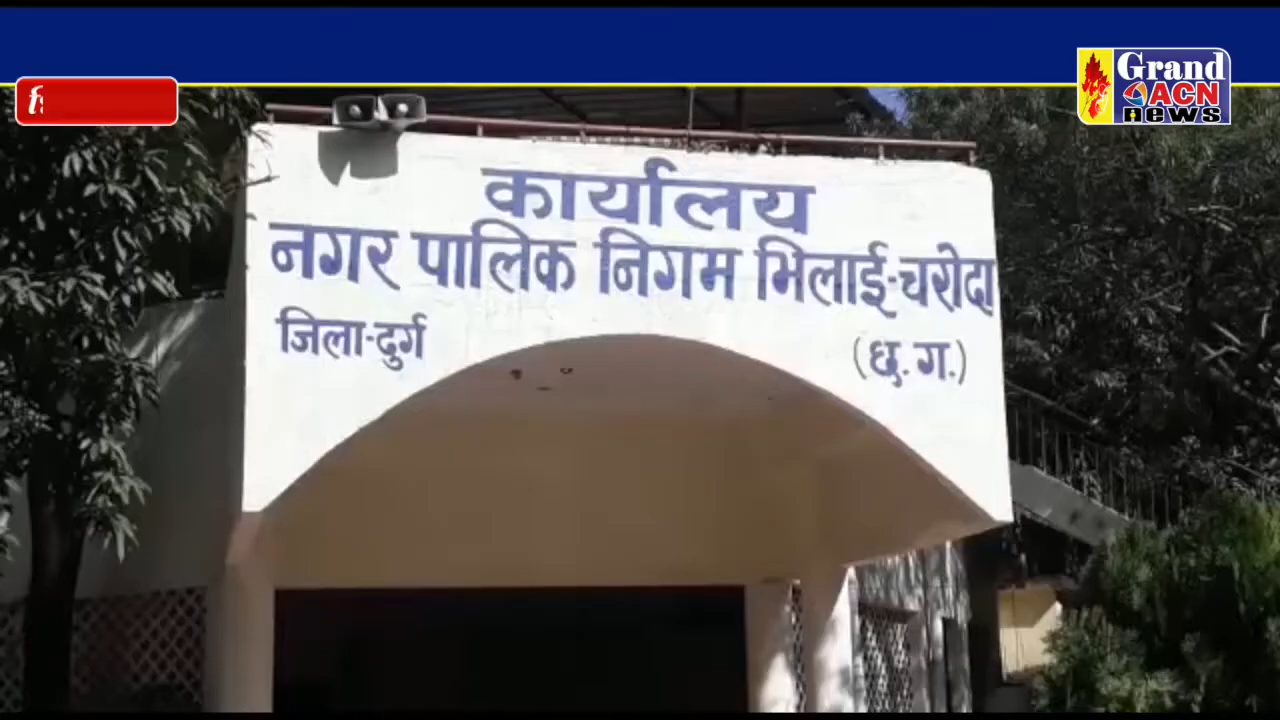 Grand
ACN
news
कार्यालय
नगर पालिक निगम भिलाई-चरोदा
जिला-दुर्ग
(छ. ग.)